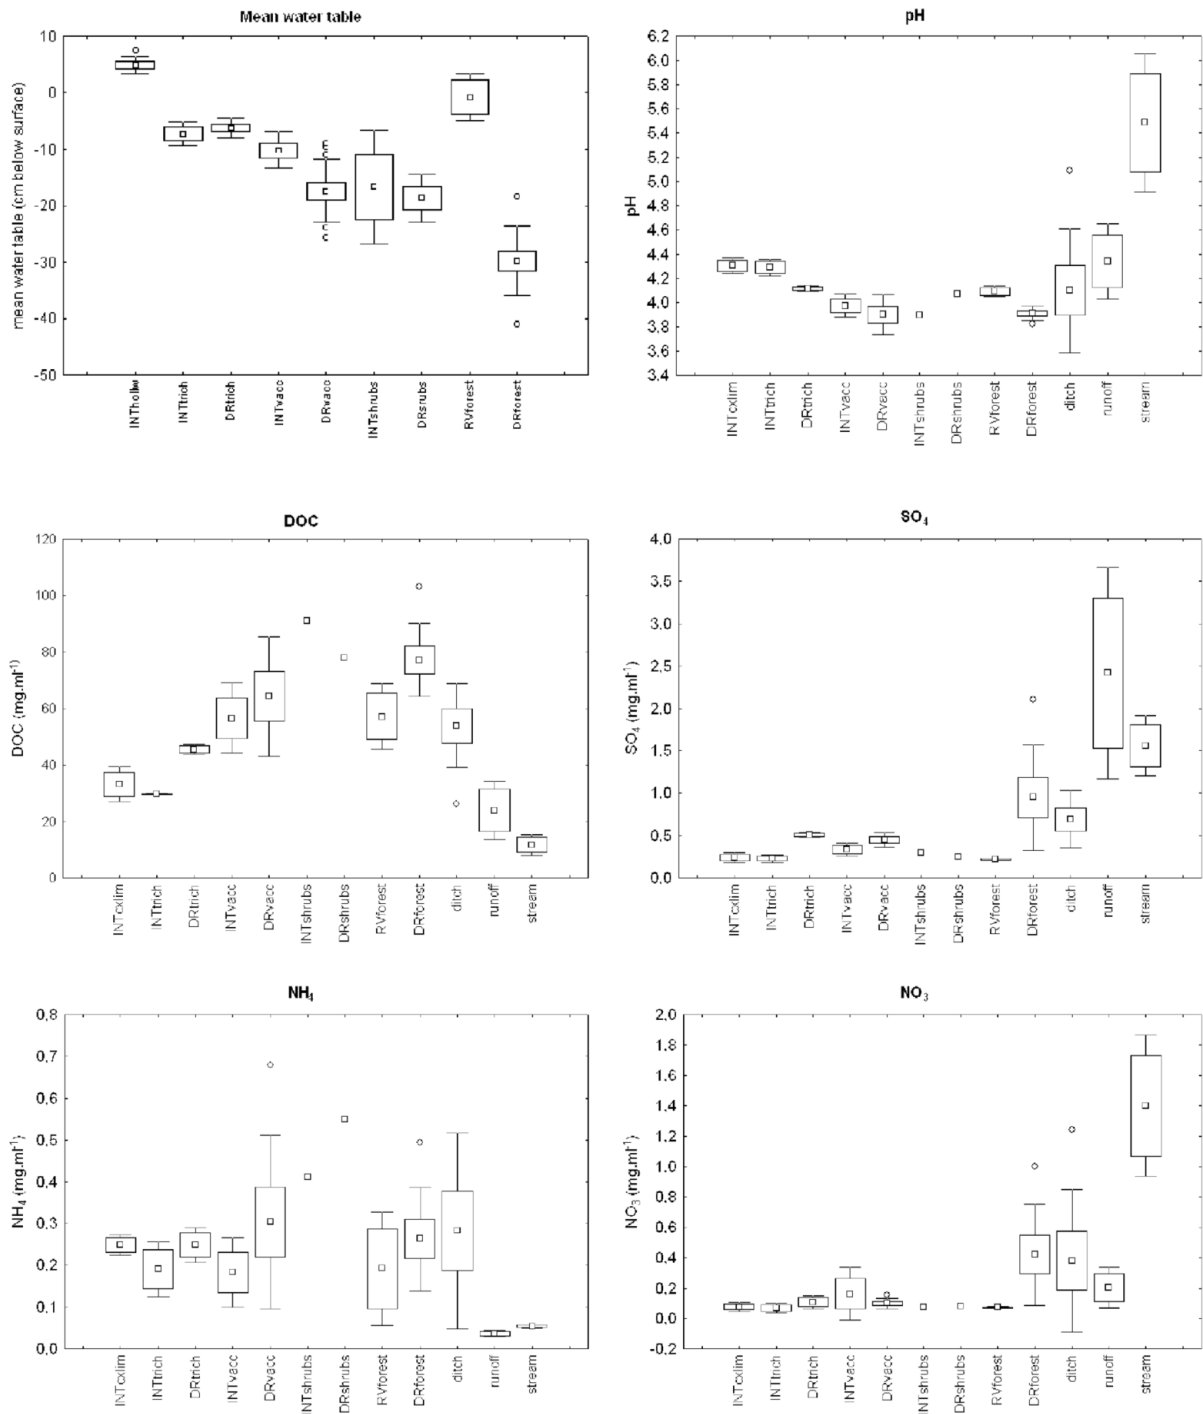 Mean water table
mean water table (cm below surface)
10
0
-10
-20
-30
-40
-50
INThollw
INTtrich
DRtrich
INTvacc
DRvacc
INTshrubs
DRsrubs
RVforest
DRforest
pH
pH
6.2
6.0
5.8
5.6
5.4
5.2
5.0
4.8
4.6
4.4
4.2
4.0
3.8
3.6
3.4
INTcxlim
INTtrich
DRtrich
INTvacc
DRvacc
INTshrubs
DRshrubs
RVforest
DRforest
ditch
runoff
stream
DOC
DOC (mg.ml⁻¹)
120
100
80
60
40
20
0
INTcxlim
INTtrich
DRtrich
INTvacc
DRvacc
INTshrubs
DRshrubs
RVforest
DRforest
ditch
runoff
stream
SO₄
SO₄ (mg.ml⁻¹)
4.0
3.5
3.0
2.5
2.0
1.5
1.0
0.5
0.0
INTcxlim
INTtrich
DRtrich
INTvacc
DRvacc
INTshrubs
DRshrubs
RVforest
DRforest
ditch
runoff
stream
NH₄
NH₄ (mg.ml⁻¹)
0.8
0.7
0.6
0.5
0.4
0.3
0.2
0.1
0.0
INTcxlim
INTtrich
DRtrich
INTvacc
DRvacc
INTshrubs
DRshrubs
RVforest
DRforest
ditch
runoff
stream
NO₃
NO₃ (mg.ml⁻¹)
2.0
1.8
1.6
1.4
1.2
1.0
0.8
0.6
0.4
0.2
0.0
-0.2
INTcxlim
INTtrich
DRtrich
INTvacc
DRvacc
INTshrubs
DRshrubs
RVforest
DRforest
ditch
runoff
stream